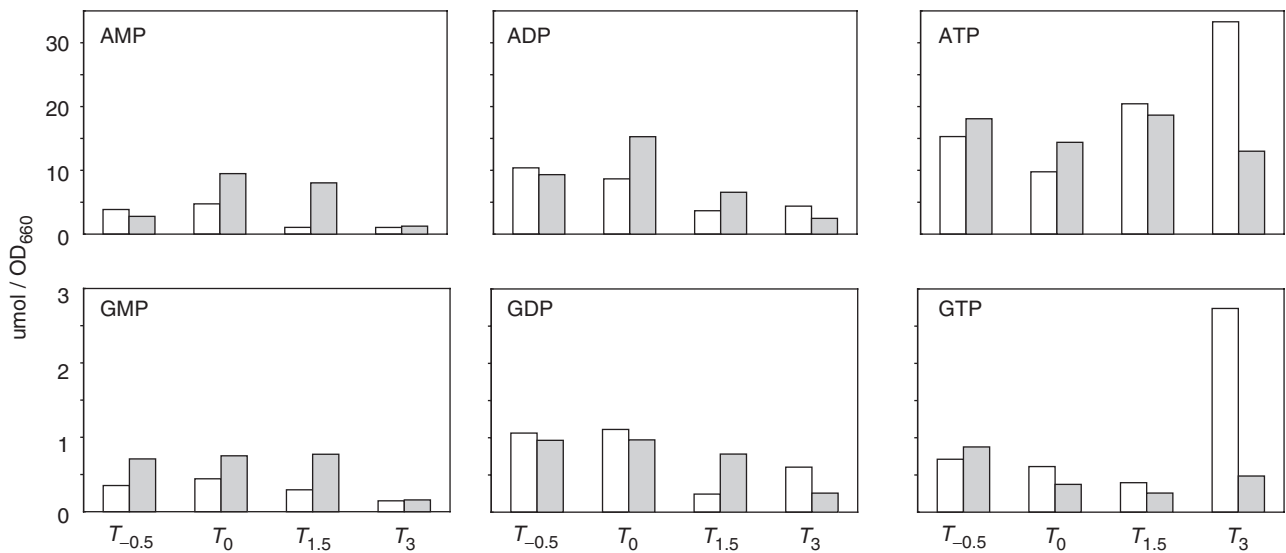 AMP
ADP
ATP
30
20
10
0
umol / OD660
GMP
GDP
GTP
3
2
1
0
T–0.5 T0 T1.5 T3
T–0.5 T0 T1.5 T3
T–0.5 T0 T1.5 T3